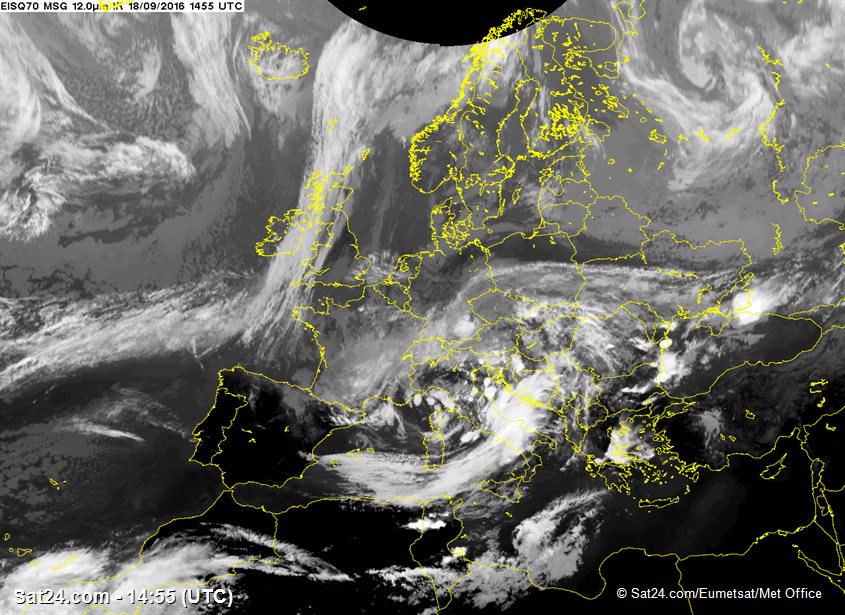 EISQ70 MSG 12.0µm IR 18/09/2016 1455 UTC
Sat24.com - 14:55 (UTC)
© Sat24.com/Eumetsat/Met Office